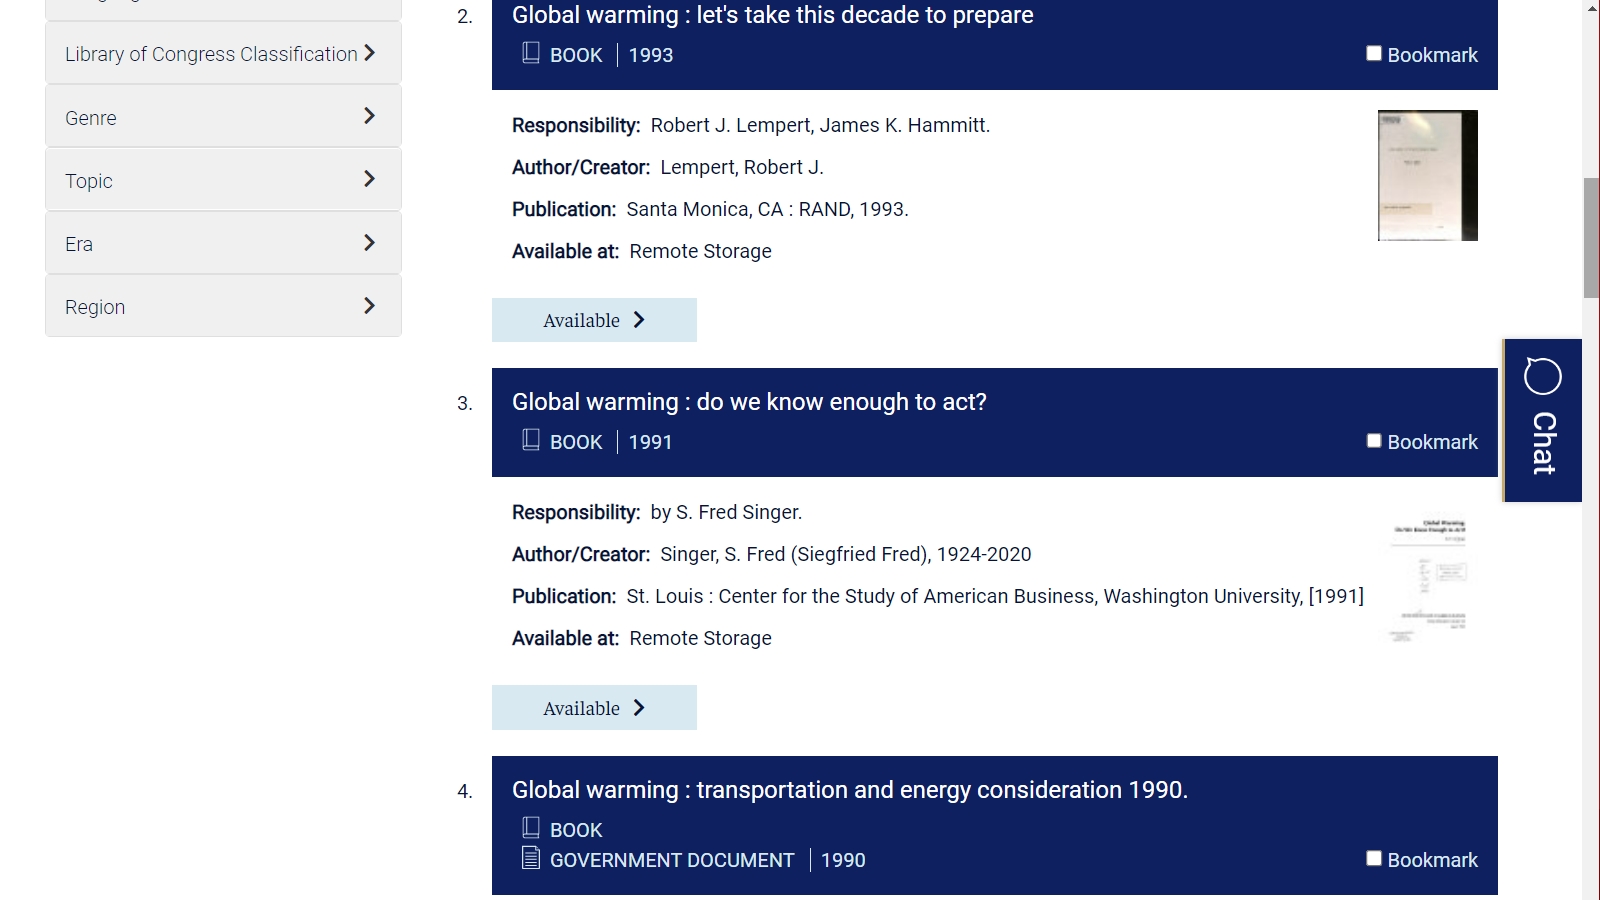 Library of Congress Classification
Genre
Topic
Era
Region
2.
Global warming : let's take this decade to prepare
BOOK | 1993
Bookmark
Responsibility: Robert J. Lempert, James K. Hammitt.
Author/Creator: Lempert, Robert J.
Publication: Santa Monica, CA : RAND, 1993.
Available at: Remote Storage
Available
3.
Global warming : do we know enough to act?
BOOK | 1991
Bookmark
Responsibility: by S. Fred Singer.
Author/Creator: Singer, S. Fred (Siegfried Fred), 1924-2020
Publication: St. Louis : Center for the Study of American Business, Washington University, [1991]
Available at: Remote Storage
Available
4.
Global warming : transportation and energy consideration 1990.
BOOK
GOVERNMENT DOCUMENT | 1990
Bookmark
Chat